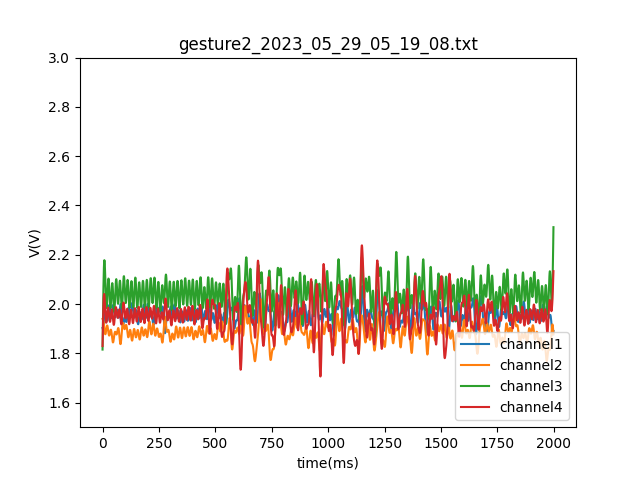 gesture2_2023_05_29_05_19_08.txt
3.0
2.8
2.6
2.4
2.2
2.0
1.8
1.6
V(V)
channel1
channel2
channel3
channel4
0 250 500 750 1000 1250 1500 1750 2000
time(ms)